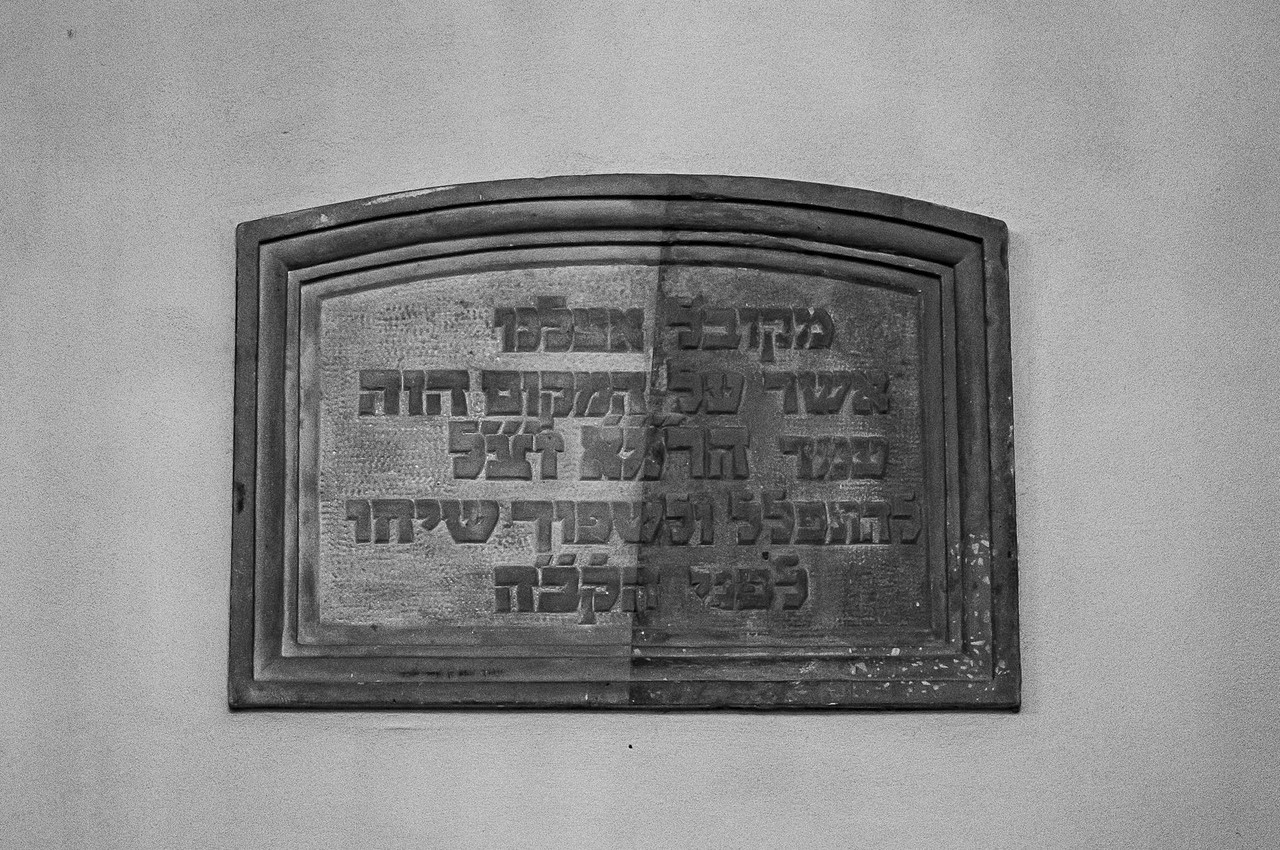 מקובל אצלנו
אשר על המקום הזה
עמד הרמ״א זצ״ל
להתפלל ולשפוך שיחו
לפני הקב״ה